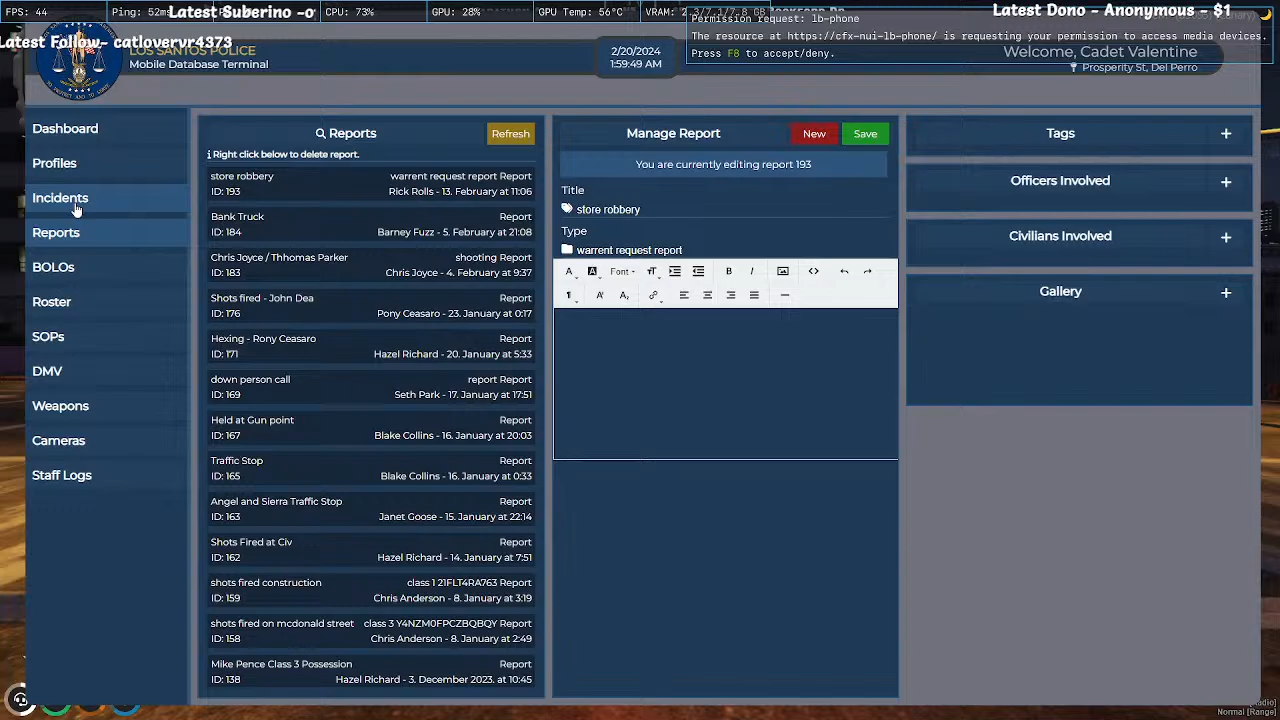 FPS: 44
Ping: 52ms
CPU: 73%
GPU: 28%
GPU Temp: 56°C
VRAM:
3.7/7.8 GB
Latest Suberino ~o
Latest Dono ~ Anonymous ~ $1
Latest Follow~ catlovervr4373
Permission request: lb-phone
The resource at https://cfx-nui-lb-phone/ is requesting your permission to access media devices.
Press F8 to accept/deny.
LOS SANTOS POLICE
Mobile Database Terminal
2/20/2024
1:59:49 AM
Welcome, Cadet Valentine
Prosperity St, Del Perro
Dashboard
Profiles
Incidents
Reports
BOLOs
Roster
SOPs
DMV
Weapons
Cameras
Staff Logs
Reports
Refresh
Right click below to delete report.
store robbery
warrent request report Report
ID: 193
Rick Rolls - 13. February at 11:06
Bank Truck
Report
ID: 184
Barney Fuzz - 5. February at 21:08
Chris Joyce / Thhomas Parker
shooting Report
ID: 183
Chris Joyce - 4. February at 9:37
Shots fired - John Dea
Report
ID: 176
Pony Ceasaro - 23. January at 0:17
Hexing - Rony Ceasaro
Report
ID: 171
Hazel Richard - 20. January at 5:33
down person call
report Report
ID: 169
Seth Park - 17. January at 17:51
Held at Gun point
Report
ID: 167
Blake Collins - 16. January at 20:03
Traffic Stop
Report
ID: 165
Blake Collins - 16. January at 0:33
Angel and Sierra Traffic Stop
Report
ID: 163
Janet Goose - 15. January at 22:14
Shots Fired at Civ
Report
ID: 162
Hazel Richard - 14. January at 7:51
shots fired construction
class 1 21FLT4RA763 Report
ID: 159
Chris Anderson - 8. January at 3:19
shots fired on mcdonald street
class 3 Y4NZM0FPCZBQBQY Report
ID: 158
Chris Anderson - 8. January at 2:49
Mike Pence Class 3 Possession
Report
ID: 138
Hazel Richard - 3. December 2023. at 10:45
Manage Report
New
Save
You are currently editing report 193
Title
store robbery
Type
warrent request report
Font
Tags
Officers Involved
Civilians Involved
Gallery
[Radio]
Normal [Range]